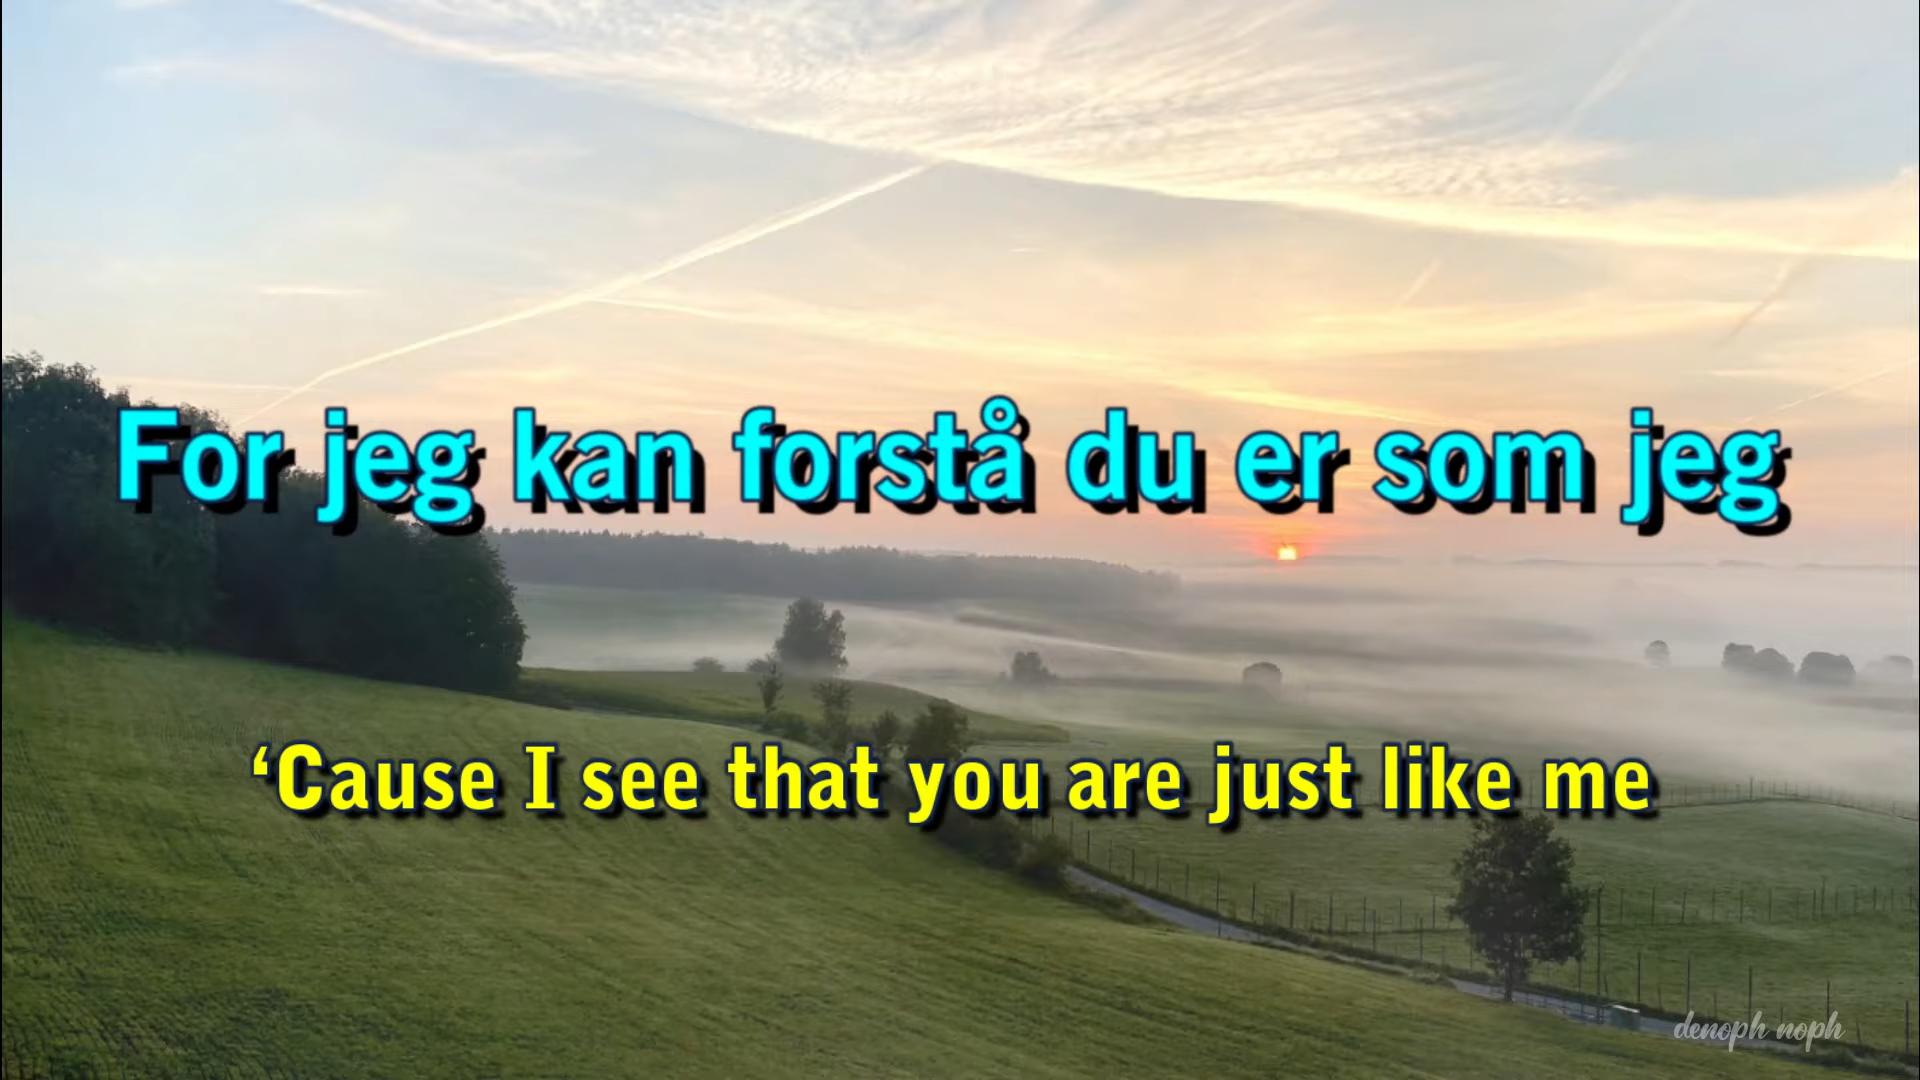 For jeg kan forstå du er som jeg
‘Cause I see that you are just like me
denoph noph